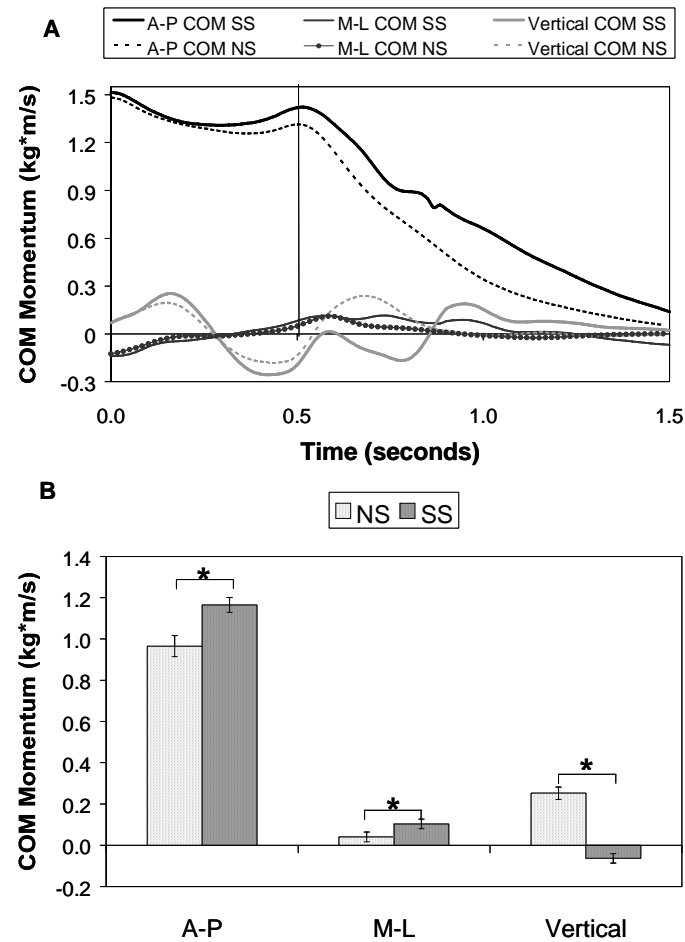 A
A-P COM SS M-L COM SS Vertical COM SS
A-P COM NS M-L COM NS Vertical COM NS
COM Momentum (kg*m/s)
1.5
1.2
0.9
0.6
0.3
0
-0.3
0.0 0.5 1.0 1.5
Time (seconds)
B
NS SS
COM Momentum (kg*m/s)
1.4
1.2
1.0
0.8
0.6
0.4
0.2
0.0
-0.2
*
*
*
A-P M-L Vertical